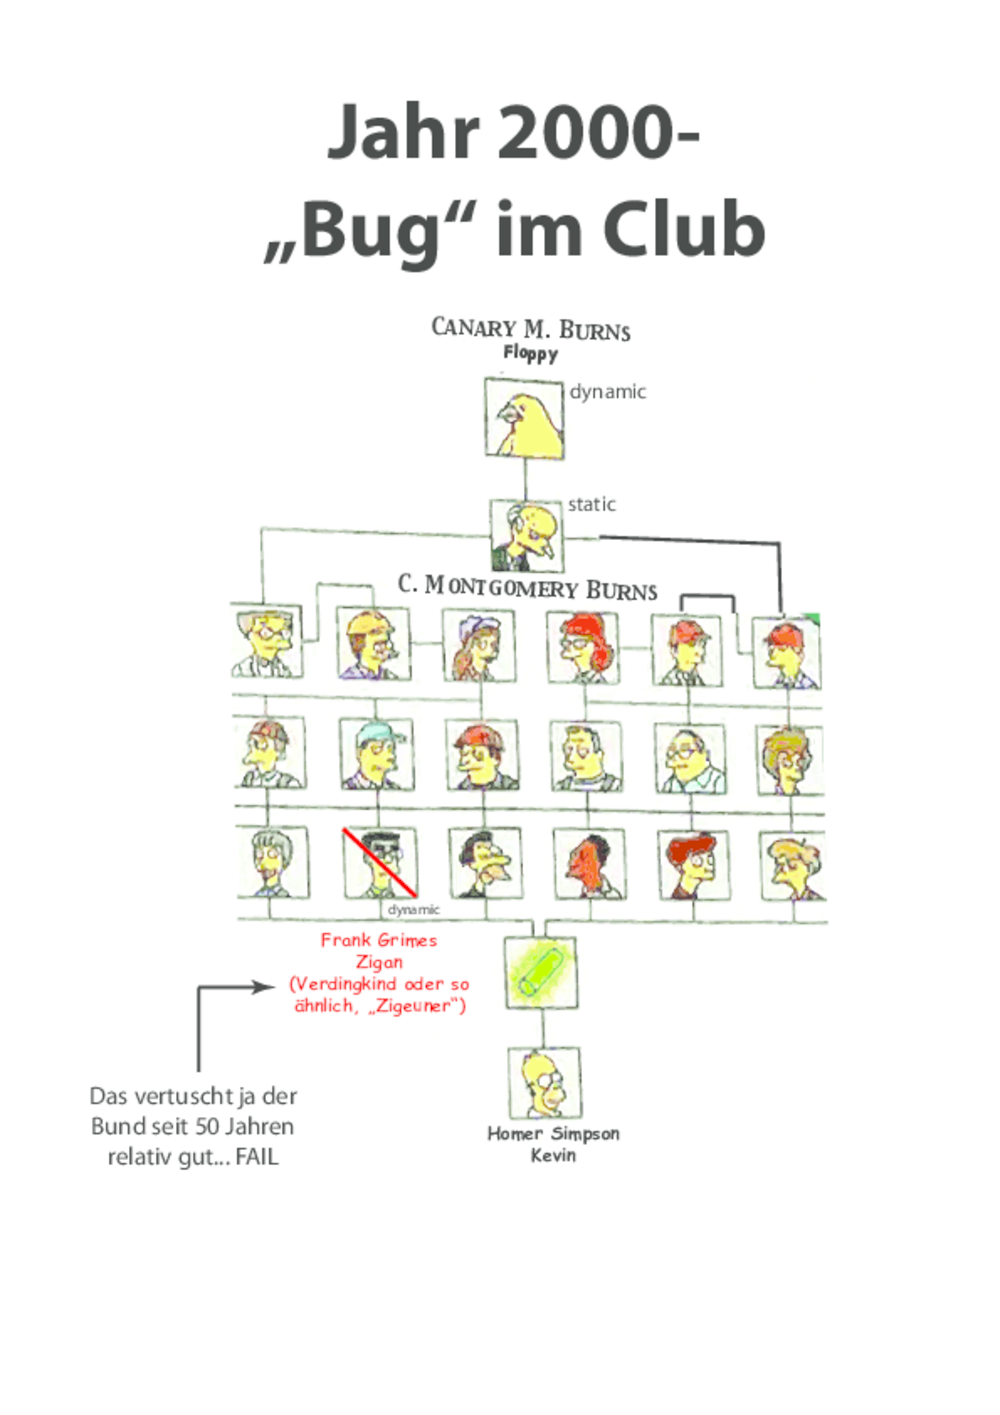 Jahr 2000-
„Bug“ im Club
CANARY M. BURNS
Floppy
dynamic
static
C. MONTGOMERY BURNS
dynamic
Frank Grimes
Zigan
(Verdingkind oder so
ähnlich, „Zigeuner“)
Das vertuscht ja der
Bund seit 50 Jahren
relativ gut... FAIL
Homer Simpson
Kevin